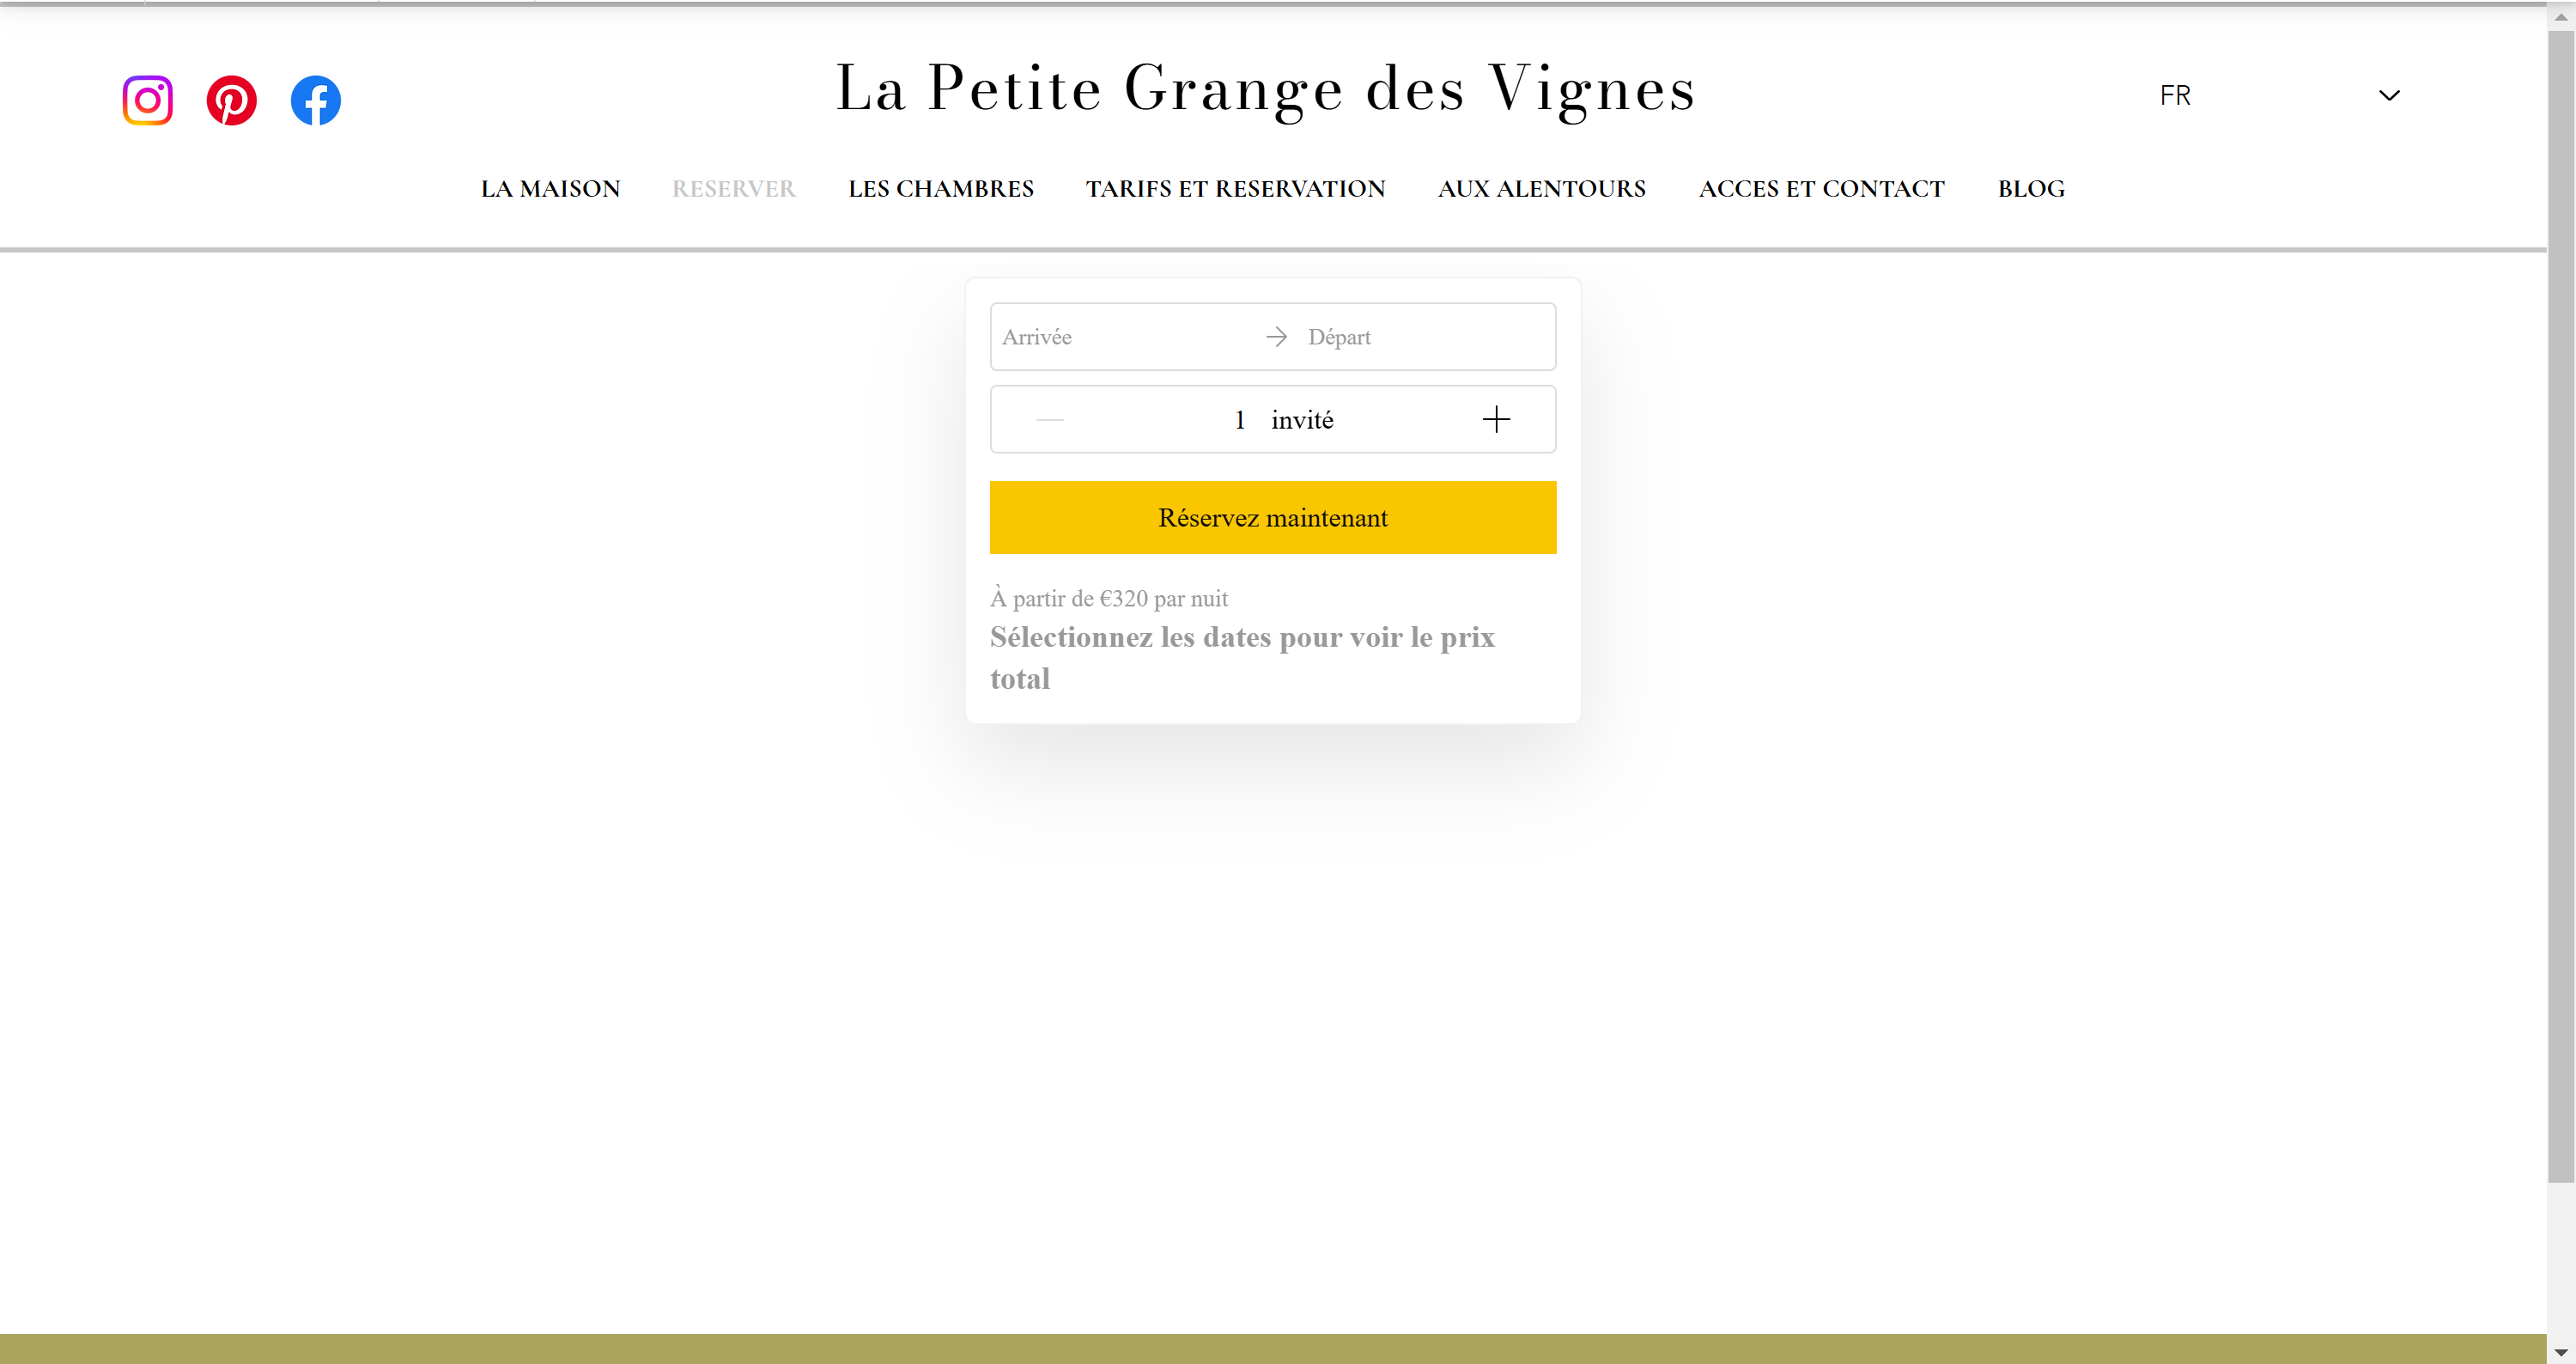 La Petite Grange des Vignes
FR
LA MAISON RESERVER LES CHAMBRES TARIFS ET RESERVATION AUX ALENTOURS ACCES ET CONTACT BLOG
Arrivée → Départ
1 invité
Réservez maintenant
À partir de €320 par nuit
Sélectionnez les dates pour voir le prix
total